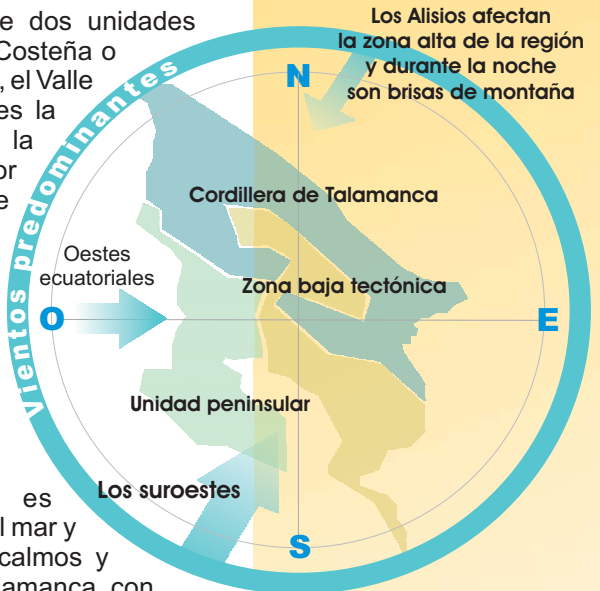 e dos unidades
Costeña o
, el Valle
es la
la
or
e
Los Alisios afectan
la zona alta de la región
y durante la noche
son brisas de montaña
Vientos predominantes
N
Cordillera de Talamanca
Oestes
ecuatoriales
Zona baja tectónica
O
E
Unidad peninsular
Los suroestes
S
es
l mar y
calmos y
lamanca con